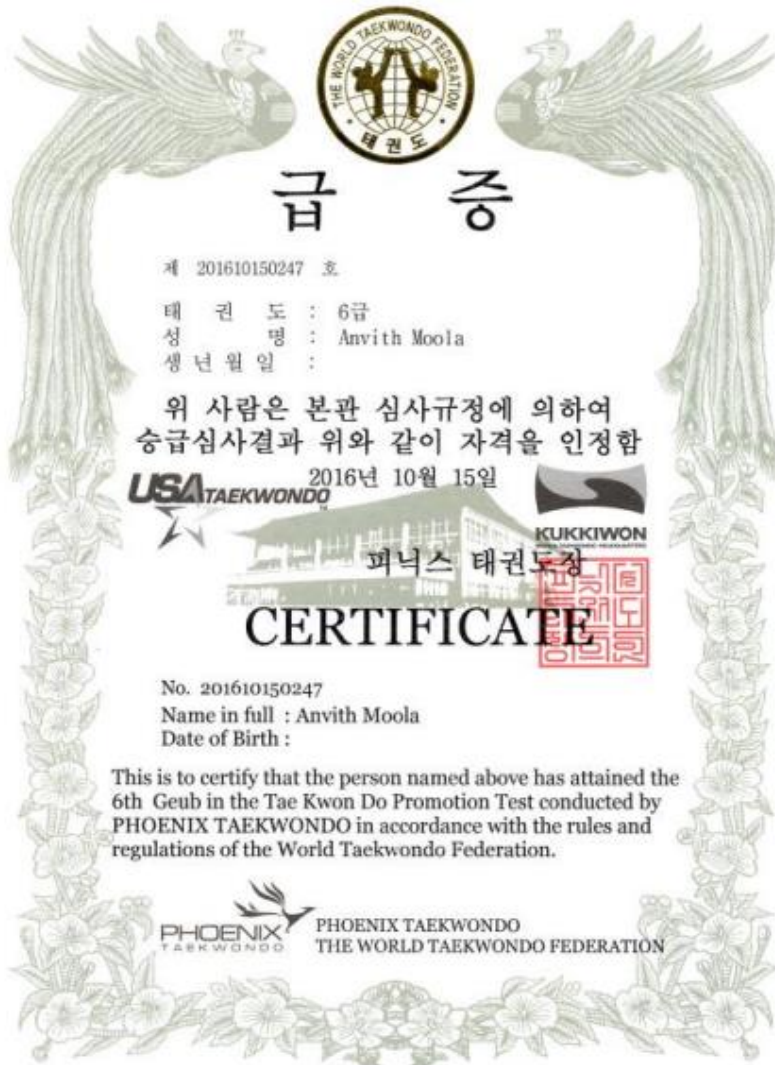 THE WORLD TAEKWONDO FEDERATION
태권도
급 증
제 201610150247 호
태 권 도 : 6급
성 명 : Anvith Moola
생 년 월 일 :
위 사람은 본관 심사규정에 의하여
승급심사결과 위와 같이 자격을 인정함
2016년 10월 15일
USA TAEKWONDO
KUKKIWON
피닉스 태권도장
CERTIFICATE
No. 201610150247
Name in full : Anvith Moola
Date of Birth :
This is to certify that the person named above has attained the
6th Geub in the Tae Kwon Do Promotion Test conducted by
PHOENIX TAEKWONDO in accordance with the rules and
regulations of the World Taekwondo Federation.
PHOENIX
TAEKWONDO
PHOENIX TAEKWONDO
THE WORLD TAEKWONDO FEDERATION